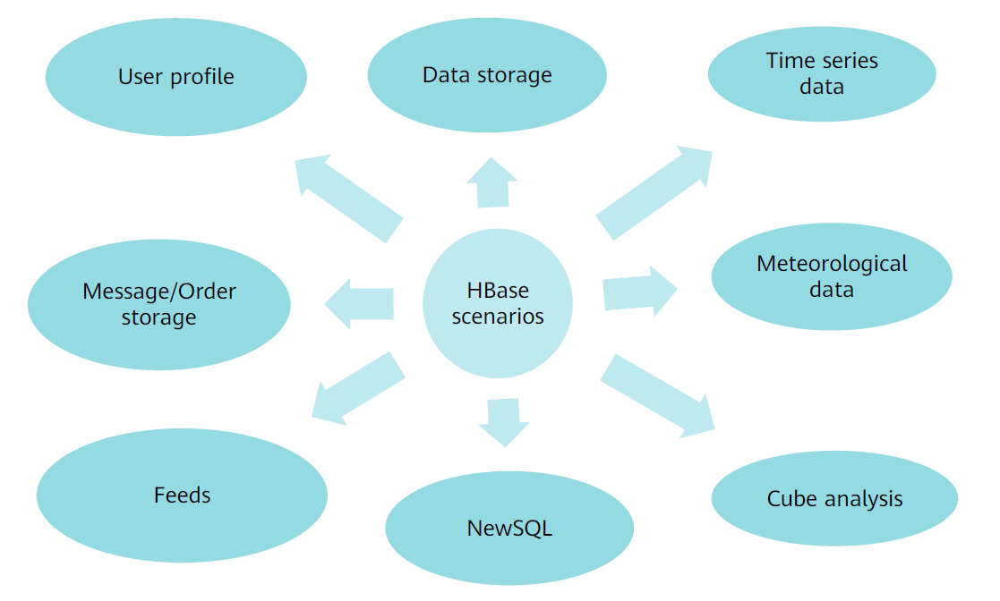 User profile
Data storage
Time series
data
Message/Order
storage
HBase
scenarios
Meteorological
data
Feeds
NewSQL
Cube analysis